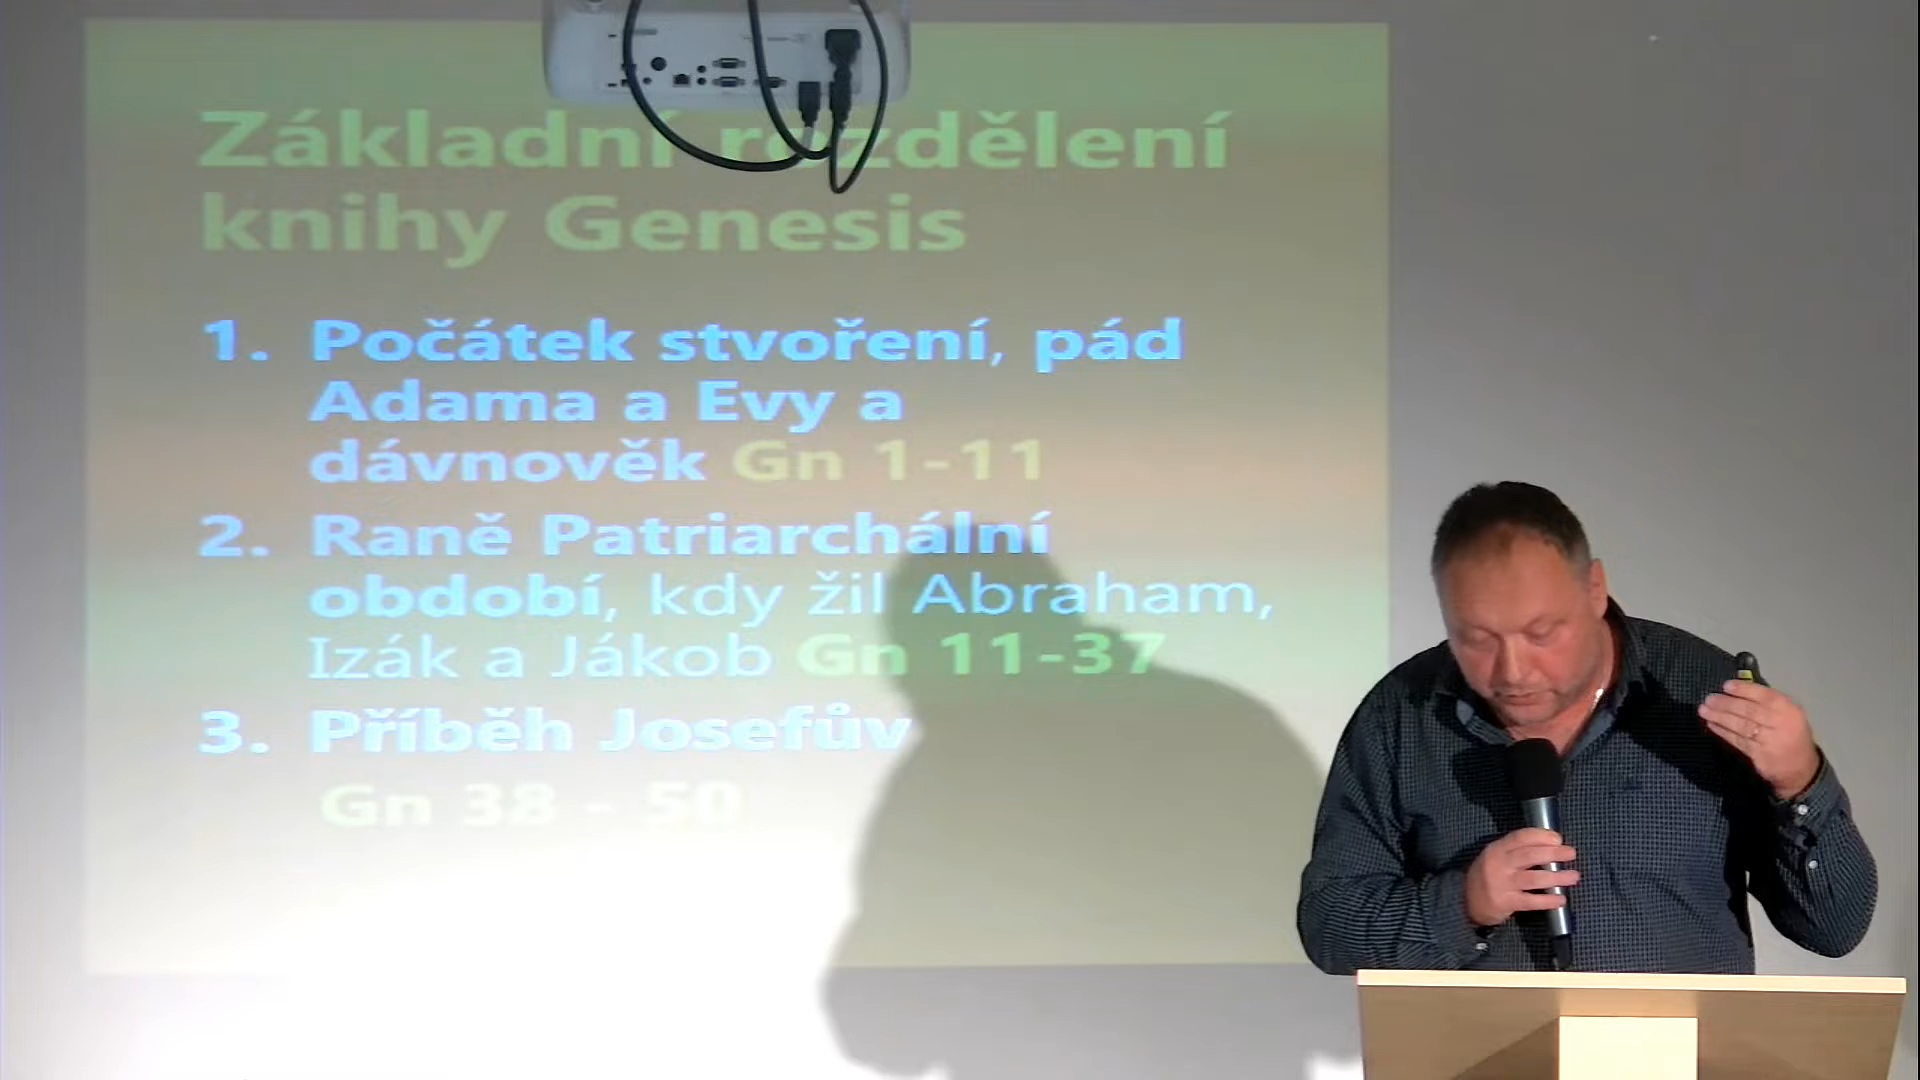 Základní rozdělení
knihy Genesis
1. Počátek stvoření, pád
Adama a Evy a
dávnověk Gn 1-11
2. Raně Patriarchální
období, kdy žil Abraham,
Izák a Jákob Gn 11-37
3. Příběh Josefův
Gn 38 - 50